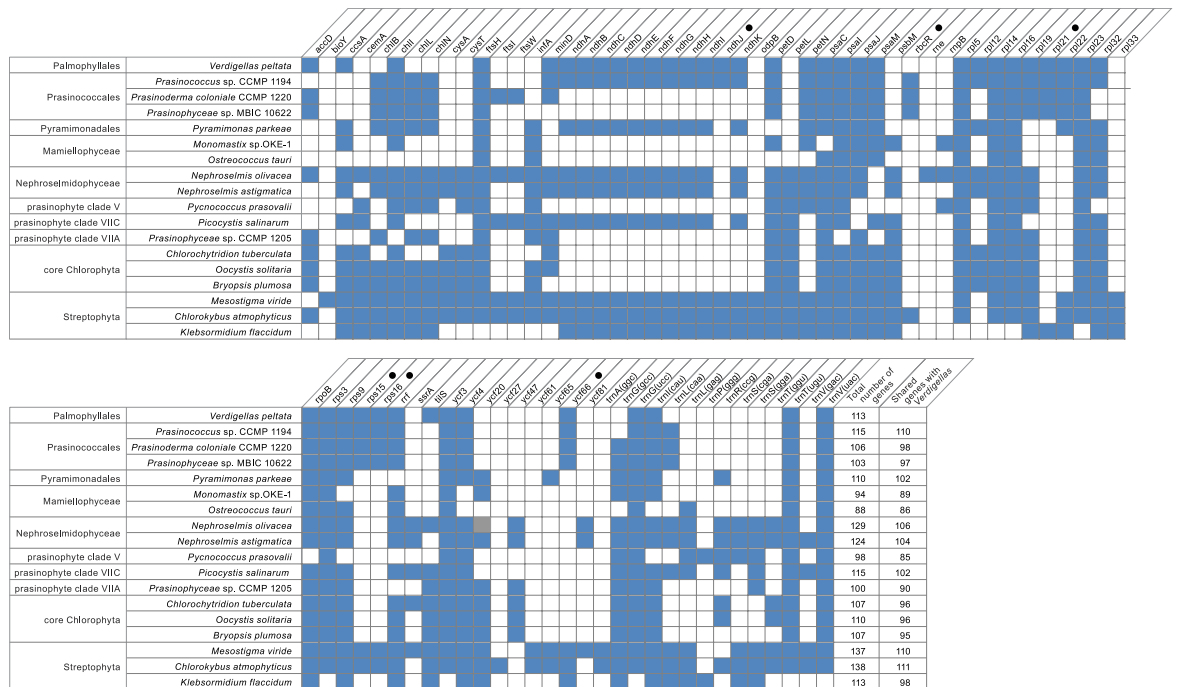 accD bioY ccsA cemA chlB chlI chlL chlN cysA cysT ftsH ftsI ftsW infA minD ndhA ndhB ndhC ndhD ndhE ndhF ndhG ndhH ndhI ndhJ ndhK odpB petD petL petN psaC psaI psaJ psaM psbM rbcR rne rnpB rpl5 rpl12 rpl14 rpl16 rpl19 rpl21 rpl22 rpl23 rpl32 rpl33
Palmophyllales Verdigellas peltata
Prasinococcus sp. CCMP 1194
Prasinococcales Prasinoderma coloniale CCMP 1220
Prasinophyceae sp. MBIC 10622
Pyramimonadales Pyramimonas parkeae
Mamiellophyceae Monomastix sp.OKE-1
Ostreococcus tauri
Nephroselmidophyceae Nephroselmis olivacea
Nephroselmis astigmatica
prasinophyte clade V Pycnococcus prasovalii
prasinophyte clade VIIC Picocystis salinarum
prasinophyte clade VIIA Prasinophyceae sp. CCMP 1205
Chlorochytridion tuberculata
core Chlorophyta Oocystis solitaria
Bryopsis plumosa
Mesostigma viride
Streptophyta Chlorokybus atmophyticus
Klebsormidium flaccidum
rpoB rps3 rps9 rps15 rps16 rrf ssrA tilS ycf3 ycf4 ycf20 ycf27 ycf47 ycf61 ycf65 ycf66 ycf81 trnA(ggc) trnG(gcc) trnG(ucc) trnI(cau) trnL(caa) trnL(gag) trnP(ggg) trnR(ccg) trnS(cga) trnS(gga) trnT(ggu) trnT(ugu) trnV(gac) trnV(uac) Total number of genes Shared genes with Verdigellas
Palmophyllales Verdigellas peltata 113
Prasinococcus sp. CCMP 1194 115 110
Prasinococcales Prasinoderma coloniale CCMP 1220 106 98
Prasinophyceae sp. MBIC 10622 103 97
Pyramimonadales Pyramimonas parkeae 110 102
Mamiellophyceae Monomastix sp.OKE-1 94 89
Ostreococcus tauri 88 86
Nephroselmidophyceae Nephroselmis olivacea 129 106
Nephroselmis astigmatica 124 104
prasinophyte clade V Pycnococcus prasovalii 98 85
prasinophyte clade VIIC Picocystis salinarum 115 102
prasinophyte clade VIIA Prasinophyceae sp. CCMP 1205 100 90
Chlorochytridion tuberculata 107 96
core Chlorophyta Oocystis solitaria 110 96
Bryopsis plumosa 107 95
Mesostigma viride 137 110
Streptophyta Chlorokybus atmophyticus 138 111
Klebsormidium flaccidum 113 98